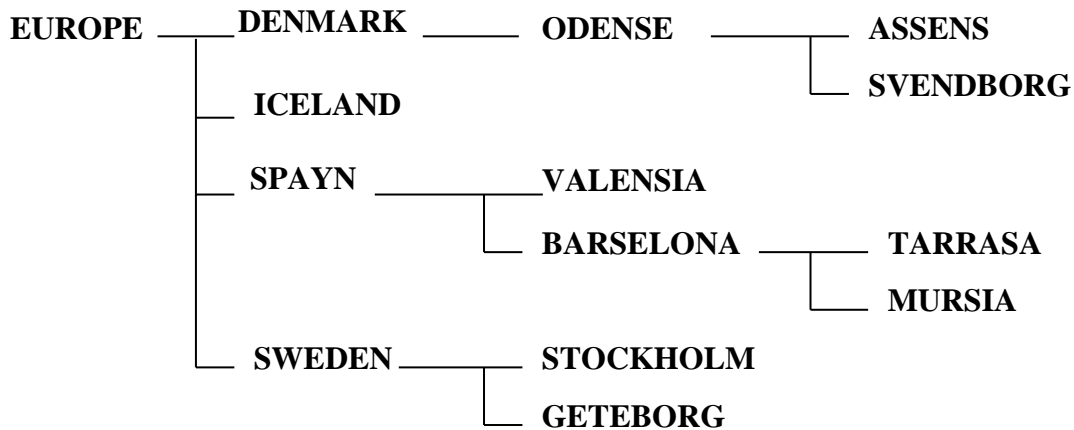 EUROPE DENMARK ODENSE ASSENS
SVENDBORG
ICELAND
SPAYN VALENSIA
BARSELONA TARRASA
MURSIA
SWEDEN STOCKHOLM
GETEBORG